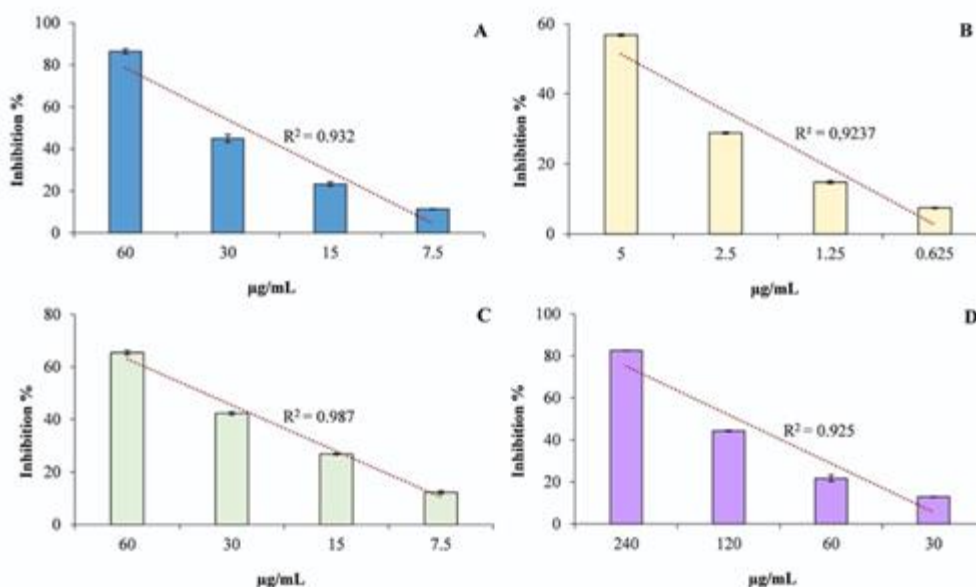 A
Inhibition %
100
80
60
40
20
0
R² = 0.932
60 30 15 7.5
µg/mL
B
Inhibition %
60
40
20
0
R² = 0,9237
5 2.5 1.25 0.625
µg/mL
C
Inhibition %
80
60
40
20
0
R² = 0.987
60 30 15 7.5
µg/mL
D
Inhibition %
100
80
60
40
20
0
R² = 0.925
240 120 60 30
µg/mL